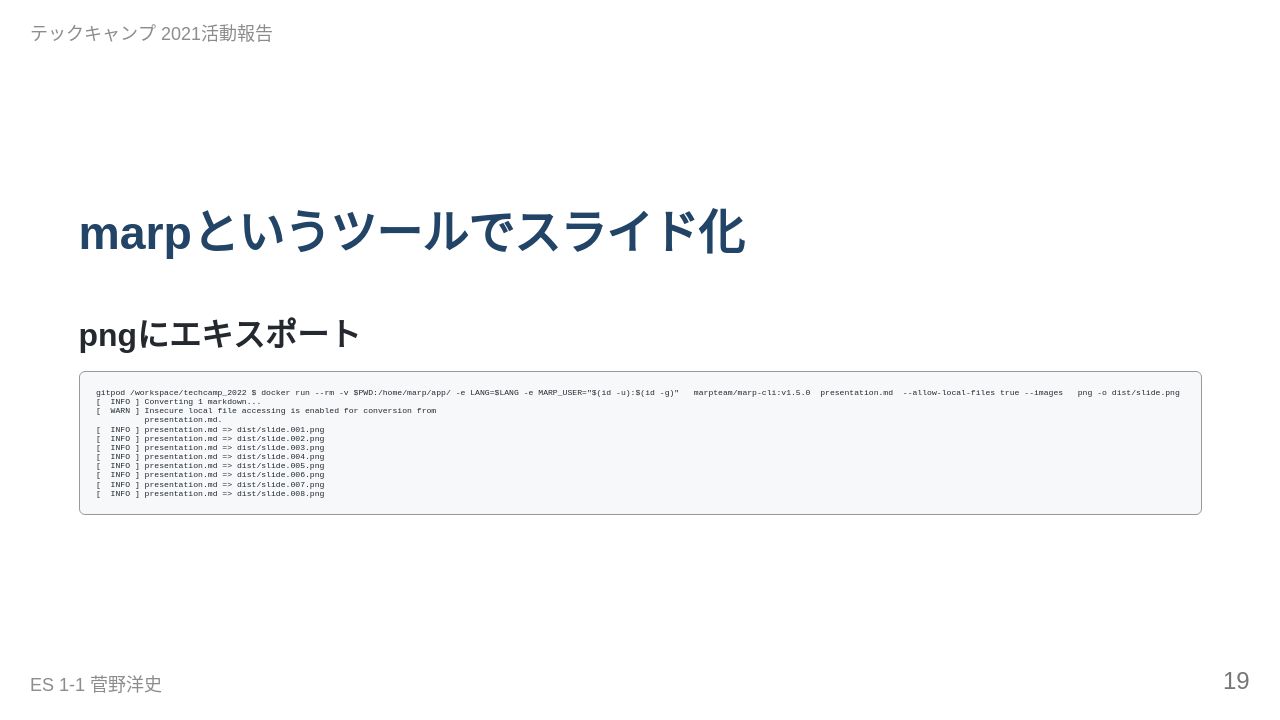 テックキャンプ 2021活動報告
marpというツールでスライド化
pngにエキスポート
gitpod /workspace/techcamp_2022 $ docker run --rm -v $PWD:/home/marp/app/ -e LANG=$LANG -e MARP_USER="$(id -u):$(id -g)"   marpteam/marp-cli:v1.5.0  presentation.md  --allow-local-files true --images   png -o dist/slide.png
[  INFO ] Converting 1 markdown...
[  WARN ] Insecure local file accessing is enabled for conversion from
          presentation.md.
[  INFO ] presentation.md => dist/slide.001.png
[  INFO ] presentation.md => dist/slide.002.png
[  INFO ] presentation.md => dist/slide.003.png
[  INFO ] presentation.md => dist/slide.004.png
[  INFO ] presentation.md => dist/slide.005.png
[  INFO ] presentation.md => dist/slide.006.png
[  INFO ] presentation.md => dist/slide.007.png
[  INFO ] presentation.md => dist/slide.008.png
ES 1-1 菅野洋史
19